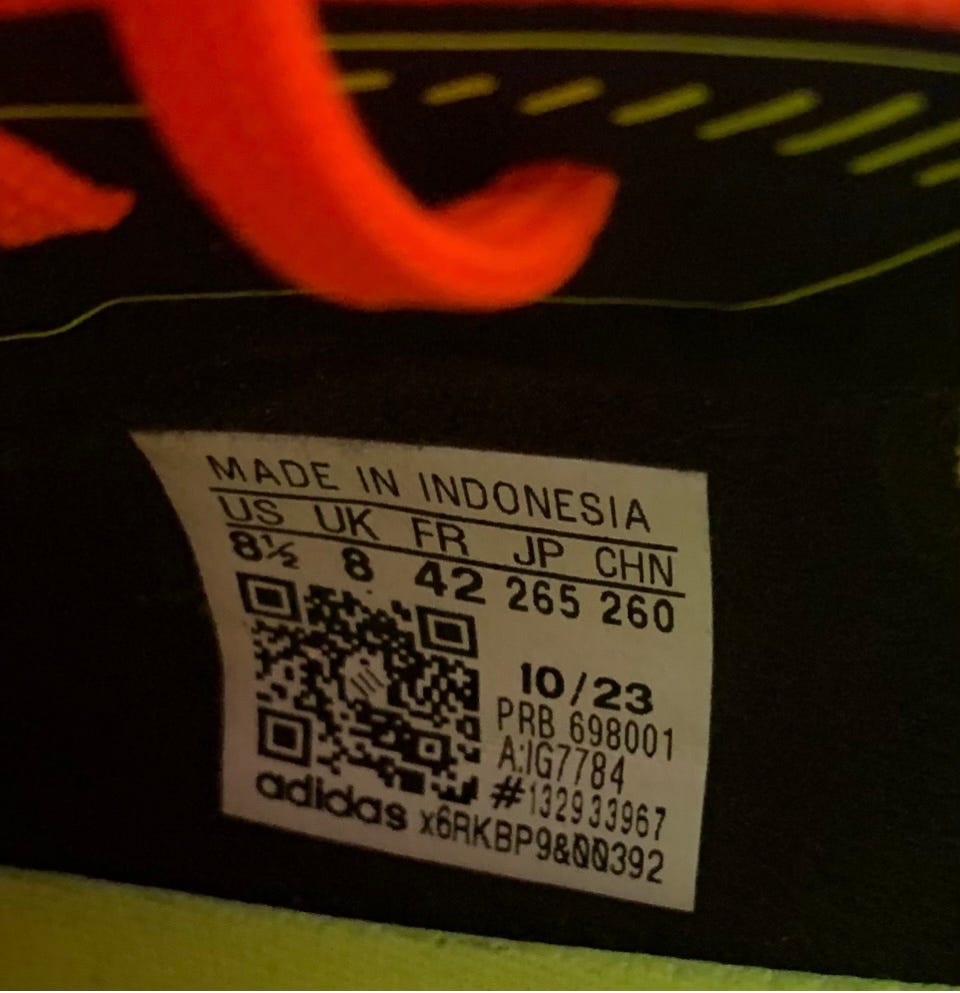 MADE IN INDONESIA
US UK FR JP CHN
8½ 8 42 265 260
10/23
PRB 698001
A:IG7784
#132933967
adidas x6RKBP9&00392